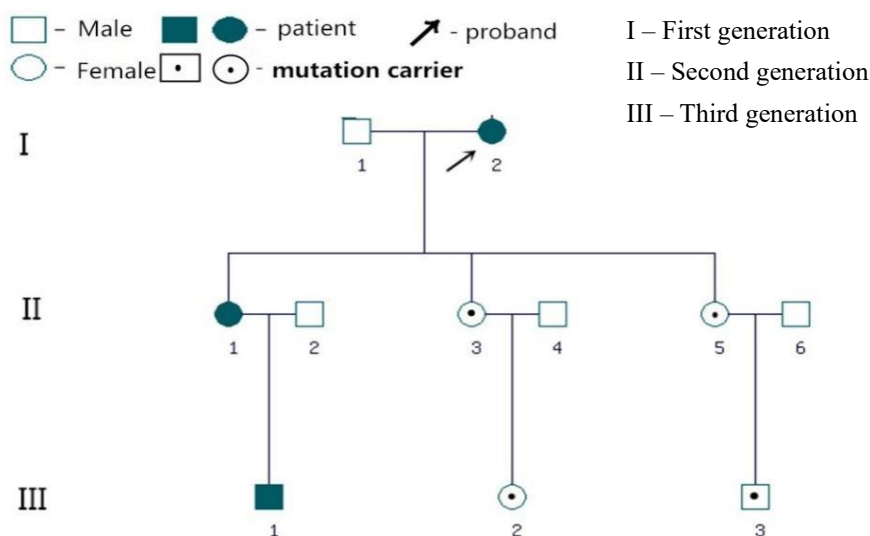 – Male – patient - proband
– Female - mutation carrier
I – First generation
II – Second generation
III – Third generation
I
1 2
II
1 2 3 4 5 6
III
1 2 3